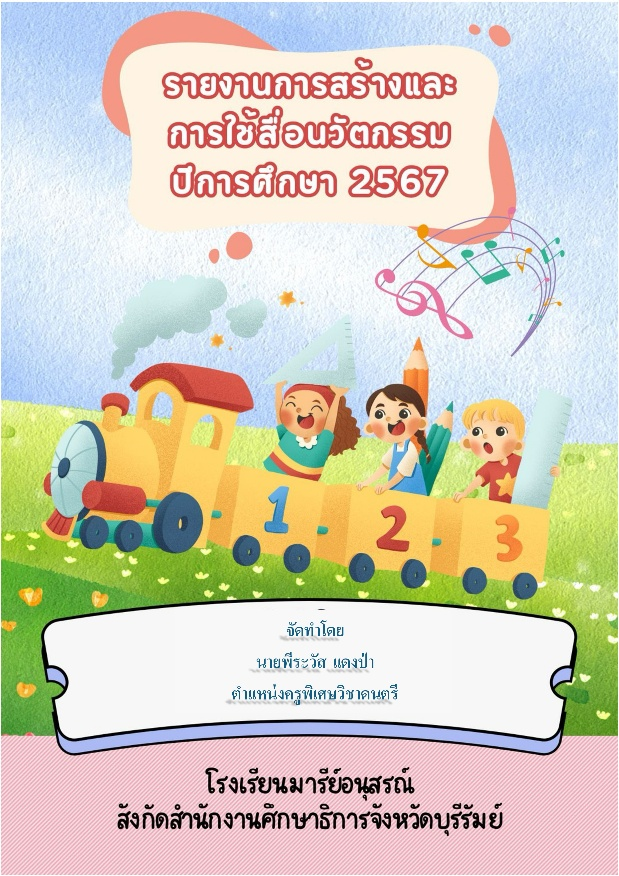 รายงานการสร้างและ
การใช้สื่อนวัตกรรม
ปีการศึกษา 2567
1 2 3
จัดทำโดย
นายพีระวัส แดงป่า
ตำแหน่งครูพิเศษวิชาดนตรี
โรงเรียนมารีย์อนุสรณ์
สังกัดสำนักงานศึกษาธิการจังหวัดบุรีรัมย์